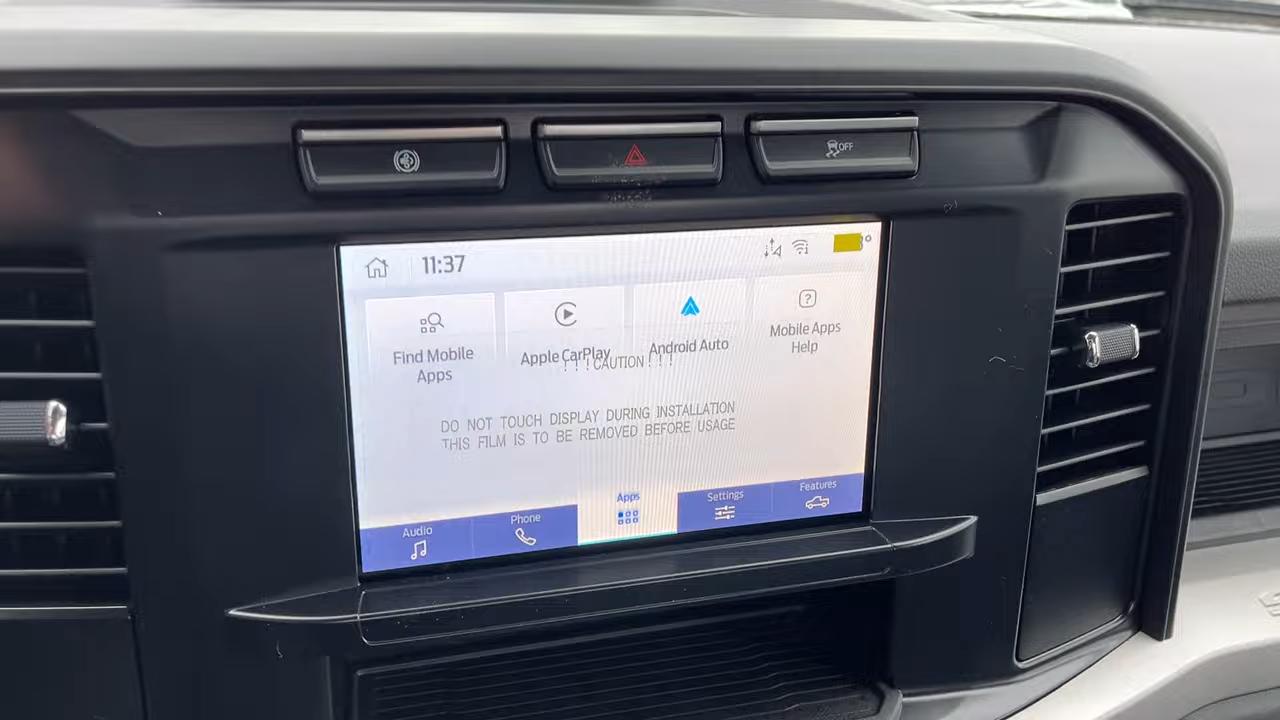 OFF
11:37
Find Mobile
Apps
Apple CarPlay
Android Auto
Mobile Apps
Help
! ! ! CAUTION ! ! !
DO NOT TOUCH DISPLAY DURING INSTALLATION
THIS FILM IS TO BE REMOVED BEFORE USAGE
Audio
Phone
Apps
Settings
Features